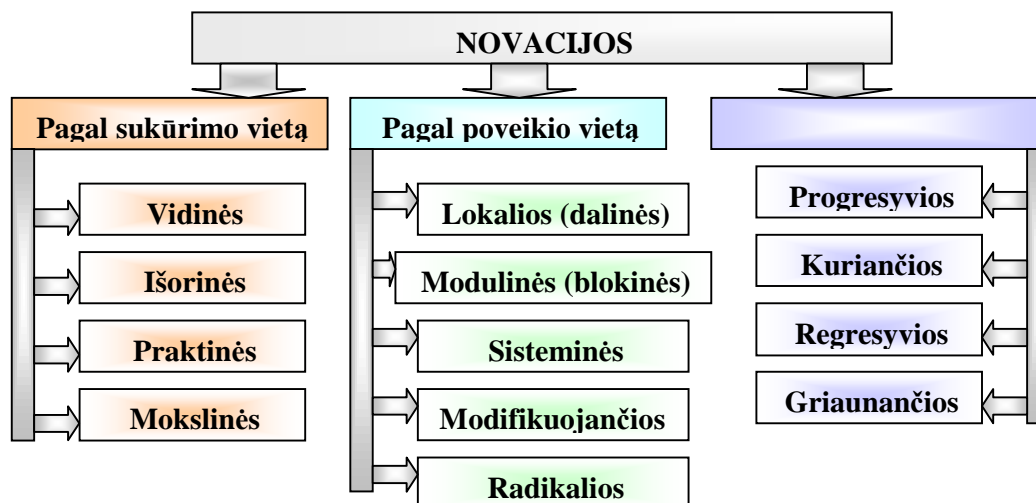 NOVACIJOS
Pagal sukūrimo vietą
Vidinės
Išorinės
Praktinės
Mokslinės
Pagal poveikio vietą
Lokalios (dalinės)
Modulinės (blokinės)
Sisteminės
Modifikuojančios
Radikalios
Progresyvios
Kuriančios
Regresyvios
Griaunančios